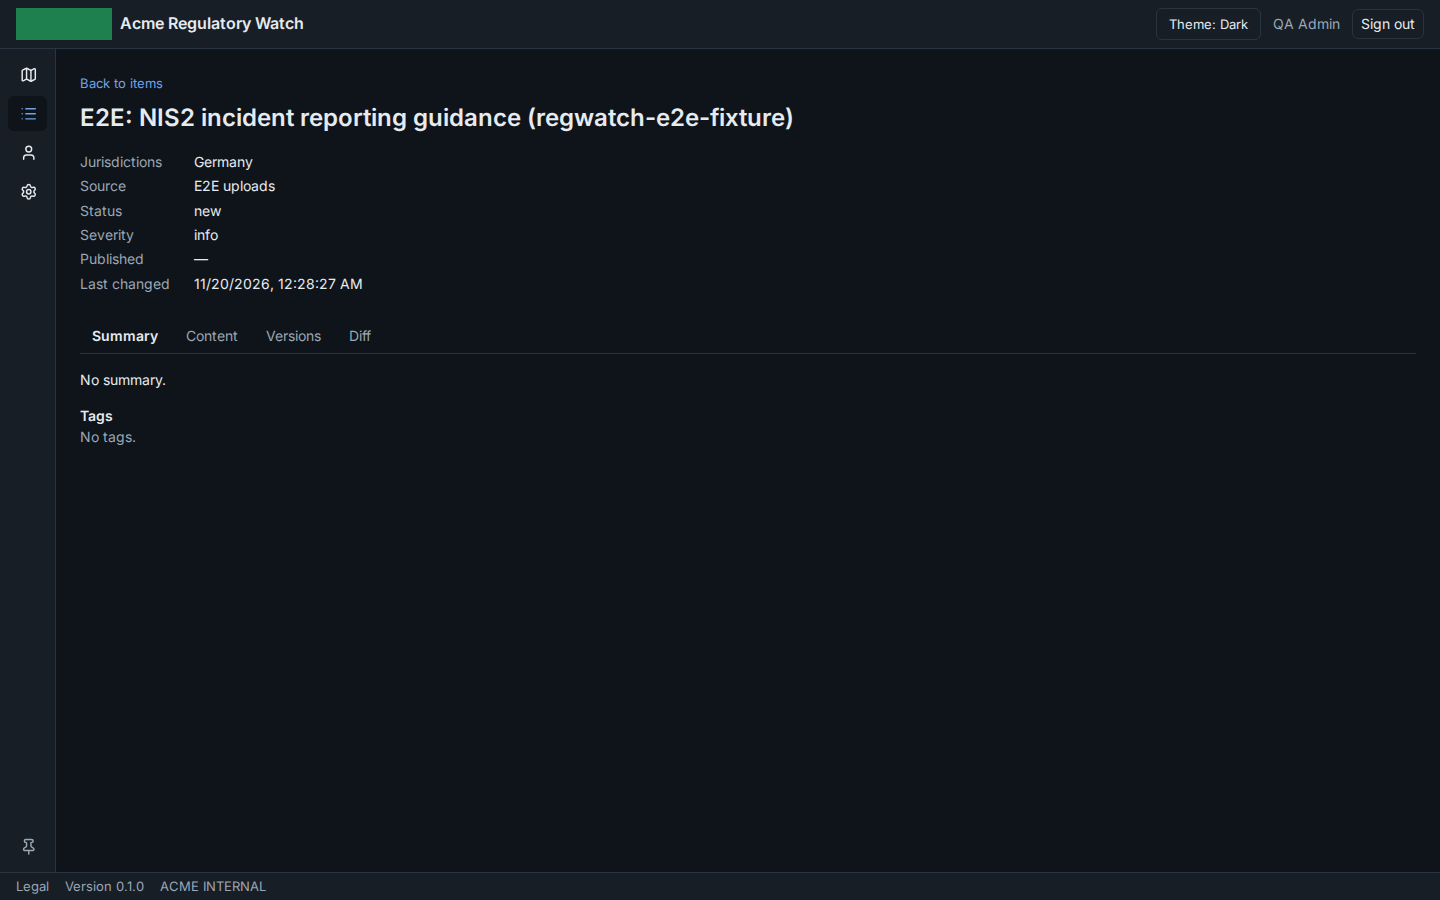 Acme Regulatory Watch
Theme: Dark
QA Admin
Sign out
Back to items
E2E: NIS2 incident reporting guidance (regwatch-e2e-fixture)
Jurisdictions Germany
Source E2E uploads
Status new
Severity info
Published —
Last changed 11/20/2026, 12:28:27 AM
Summary Content Versions Diff
No summary.
Tags
No tags.
Legal Version 0.1.0 ACME INTERNAL